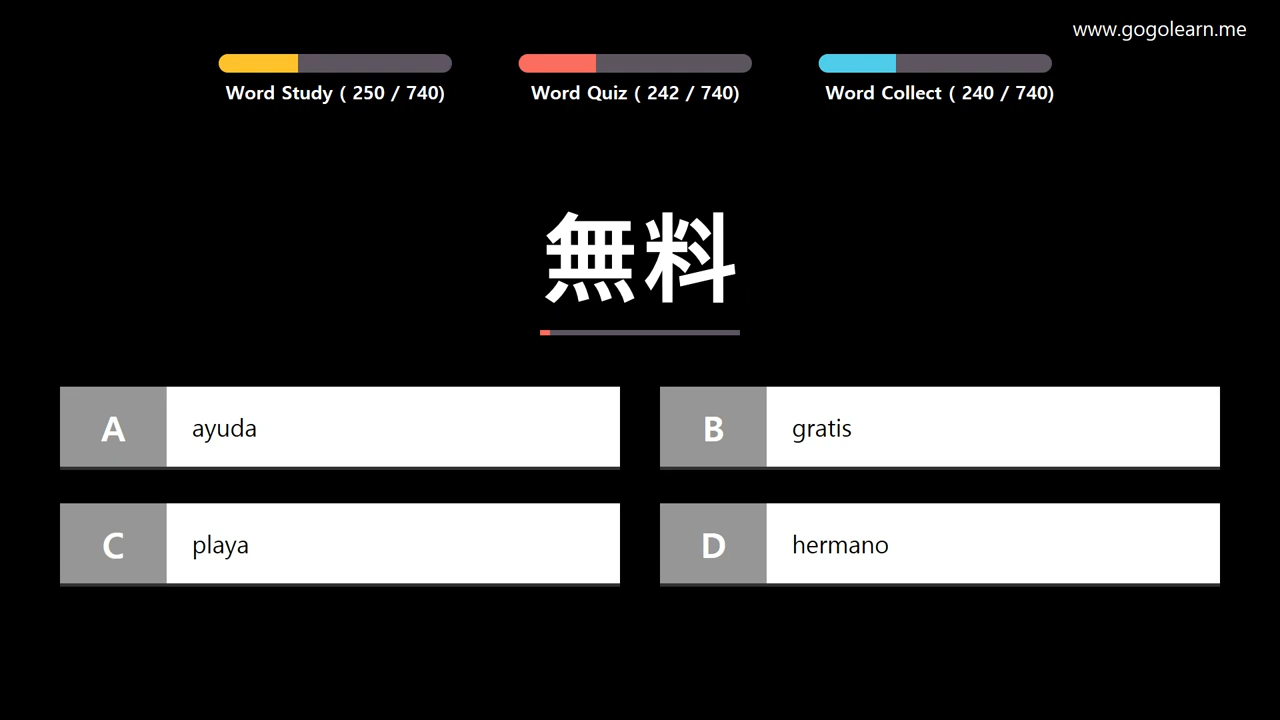 www.gogolearn.me
Word Study ( 250 / 740)
Word Quiz ( 242 / 740)
Word Collect ( 240 / 740)
無料
A
ayuda
B
gratis
C
playa
D
hermano